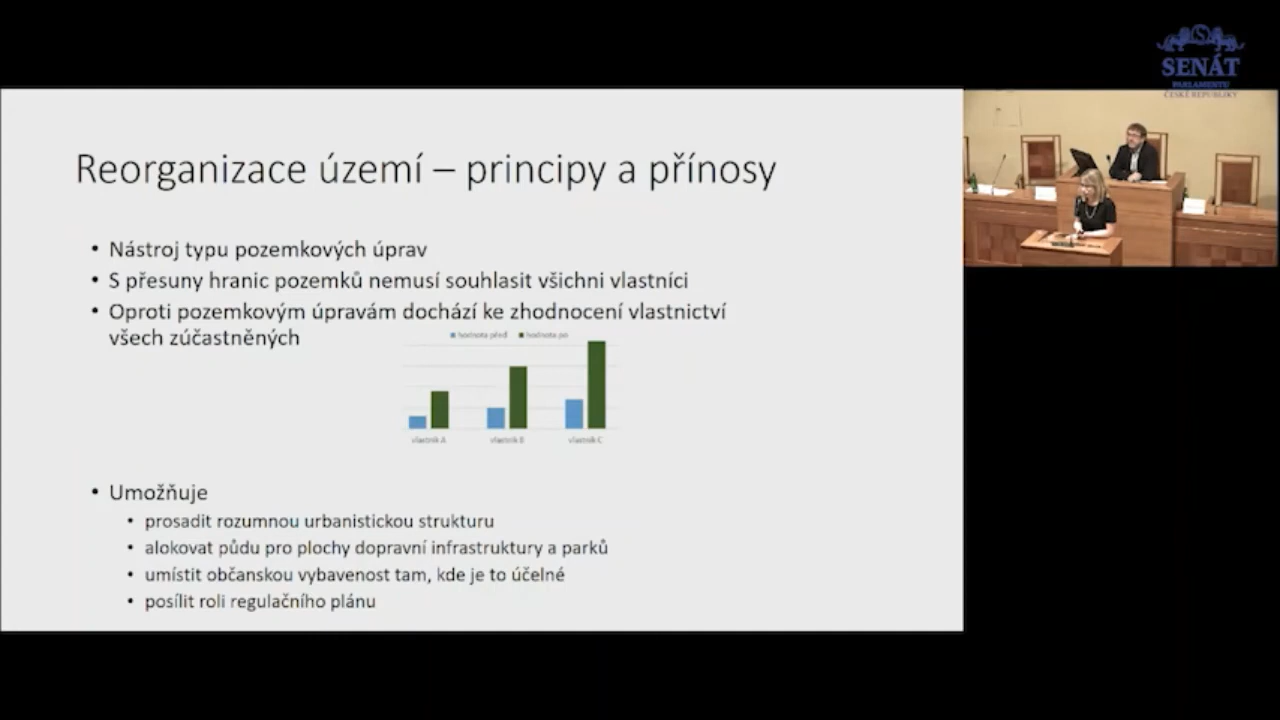 SENÁT
PARLAMENTU
ČESKÉ REPUBLIKY
Reorganizace území – principy a přínosy
• Nástroj typu pozemkových úprav
• S přesuny hranic pozemků nemusí souhlasit všichni vlastníci
• Oproti pozemkovým úpravám dochází ke zhodnocení vlastnictví
všech zúčastněných
hodnota před hodnota po
vlastník A vlastník B vlastník C
• Umožňuje
• prosadit rozumnou urbanistickou strukturu
• alokovat půdu pro plochy dopravní infrastruktury a parků
• umístit občanskou vybavenost tam, kde je to účelné
• posílit roli regulačního plánu